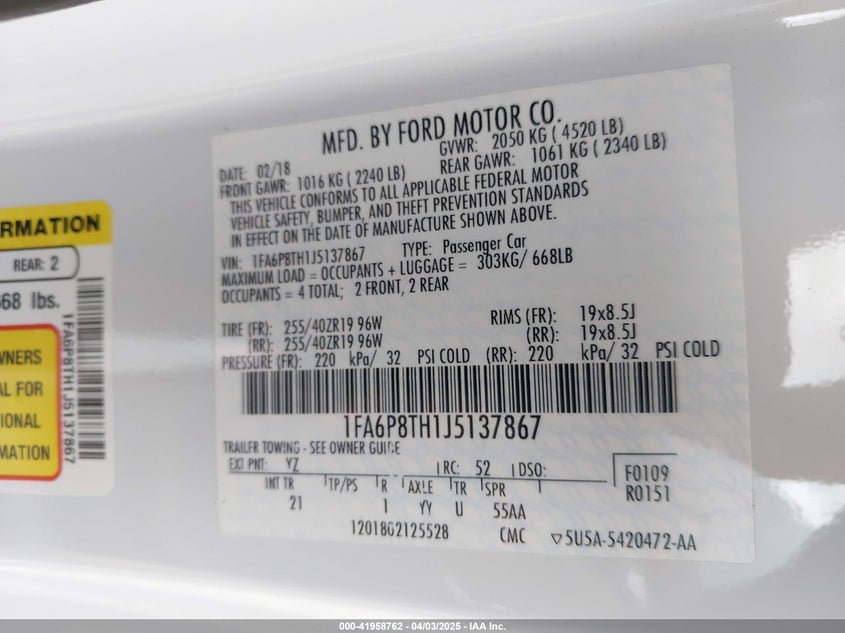 MFD. BY FORD MOTOR CO.
DATE: 02/18
GVWR: 2050 KG ( 4520 LB)
FRONT GAWR: 1016 KG ( 2240 LB)
REAR GAWR: 1061 KG ( 2340 LB)
THIS VEHICLE CONFORMS TO ALL APPLICABLE FEDERAL MOTOR
VEHICLE SAFETY, BUMPER, AND THEFT PREVENTION STANDARDS
IN EFFECT ON THE DATE OF MANUFACTURE SHOWN ABOVE.
VIN: 1FA6P8TH1J5137867 TYPE: Passenger Car
MAXIMUM LOAD = OCCUPANTS + LUGGAGE = 303KG/ 668LB
OCCUPANTS = 4 TOTAL; 2 FRONT, 2 REAR
TIRE (FR): 255/40ZR19 96W RIMS (FR): 19x8.5J
(RR): 255/40ZR19 96W (RR): 19x8.5J
PRESSURE (FR): 220 kPa/ 32 PSI COLD (RR): 220 kPa/ 32 PSI COLD
1FA6P8TH1J5137867
TRAILER TOWING - SEE OWNER GUIDE
EXT PNT: YZ RC: 52 DSO:
INT TR TP/PS R AXLE TR SPR
21 1 YY U 55AA
F0109
R0151
1201802125528 CMC ▽5U5A-5420472-AA
RMATION
REAR: 2
668 lbs.
WNERS
AL FOR
IONAL
MATION
1FA6P8TH1J5137867
000-41958762 - 04/03/2025 - IAA Inc.